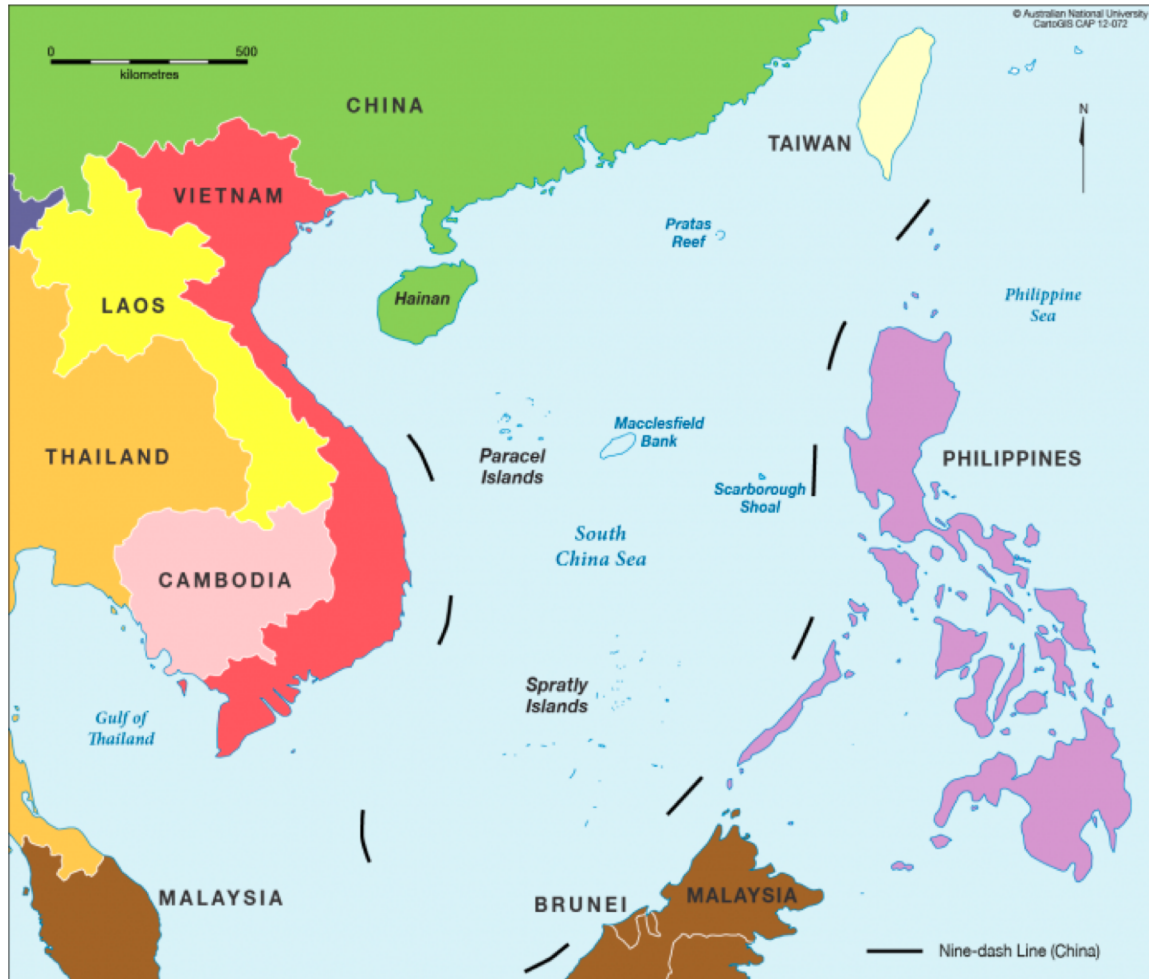 © Australian National University
CartoGIS CAP 12-072
0 500
kilometres
N
CHINA
TAIWAN
VIETNAM
Pratas
Reef
Hainan
LAOS
Philippine
Sea
Macclesfield
Bank
THAILAND
Paracel
Islands
PHILIPPINES
Scarborough
Shoal
South
China Sea
CAMBODIA
Spratly
Islands
Gulf of
Thailand
MALAYSIA
BRUNEI
MALAYSIA
Nine-dash Line (China)